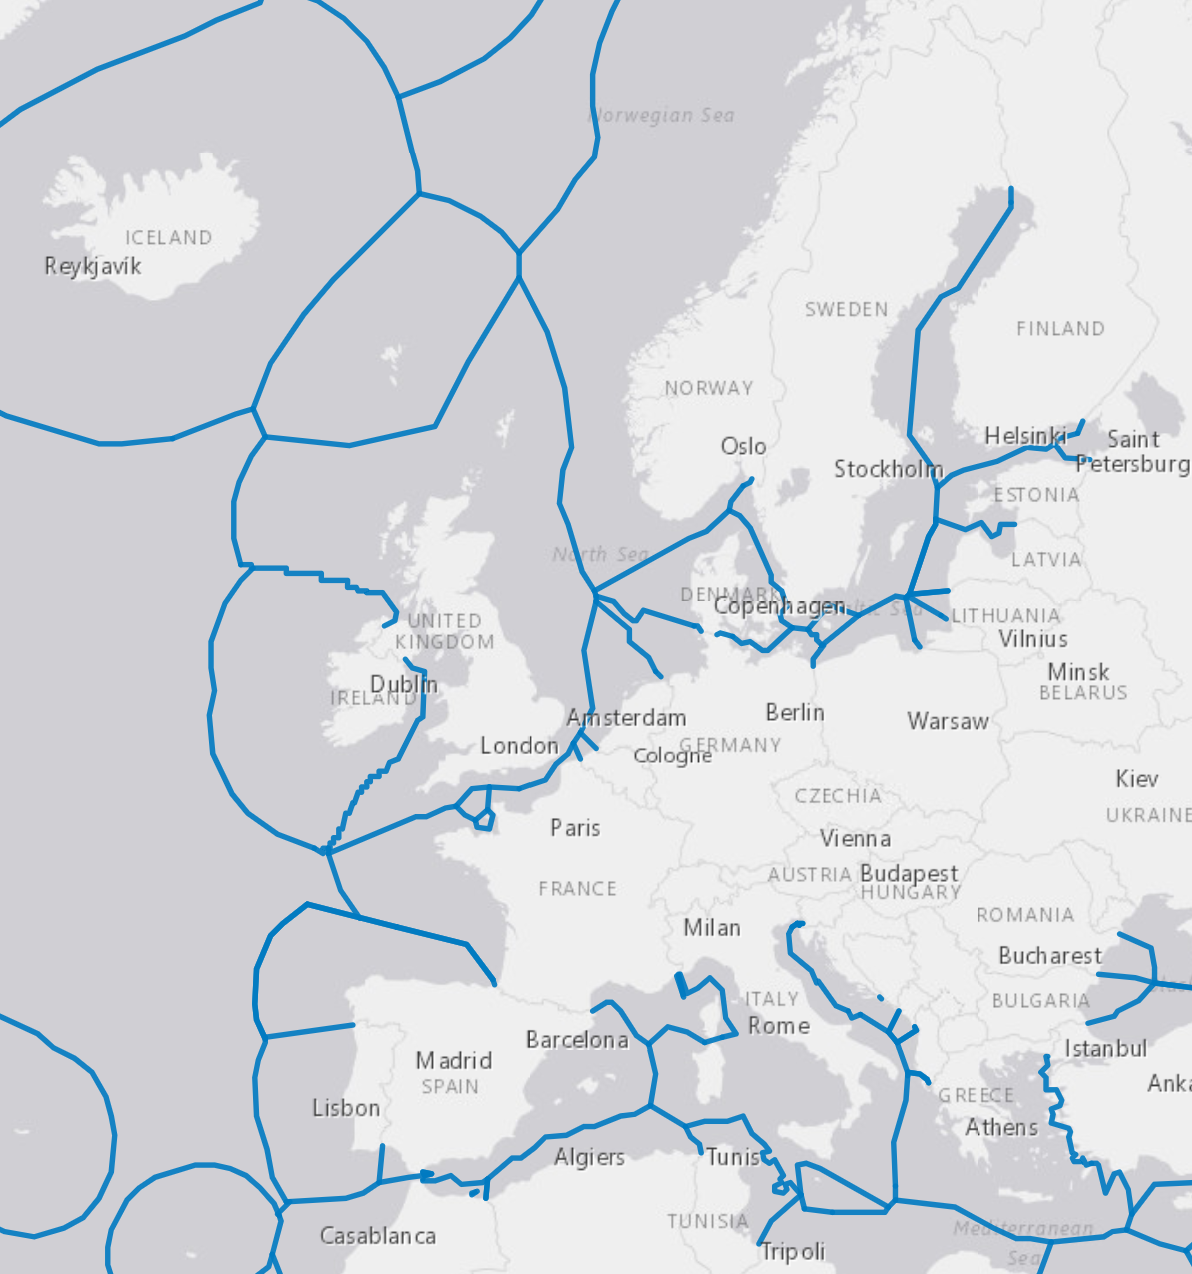 Norwegian Sea
ICELAND
Reykjavík
SWEDEN
FINLAND
NORWAY
Oslo
Helsinki
Saint
Petersburg
Stockholm
ESTONIA
North Sea
LATVIA
DENMARK
Copenhagen
Baltic Sea
LITHUANIA
UNITED
KINGDOM
Vilnius
Minsk
BELARUS
Dublin
IRELAND
Amsterdam
Berlin
Warsaw
London
GERMANY
Cologne
Kiev
CZECHIA
UKRAINE
Paris
Vienna
AUSTRIA
Budapest
HUNGARY
FRANCE
ROMANIA
Milan
Bucharest
ITALY
BULGARIA
Rome
Barcelona
Istanbul
Madrid
SPAIN
Anka
GREECE
Lisbon
Athens
Algiers
Tunis
TUNISIA
Casablanca
Mediterranean
Sea
Tripoli